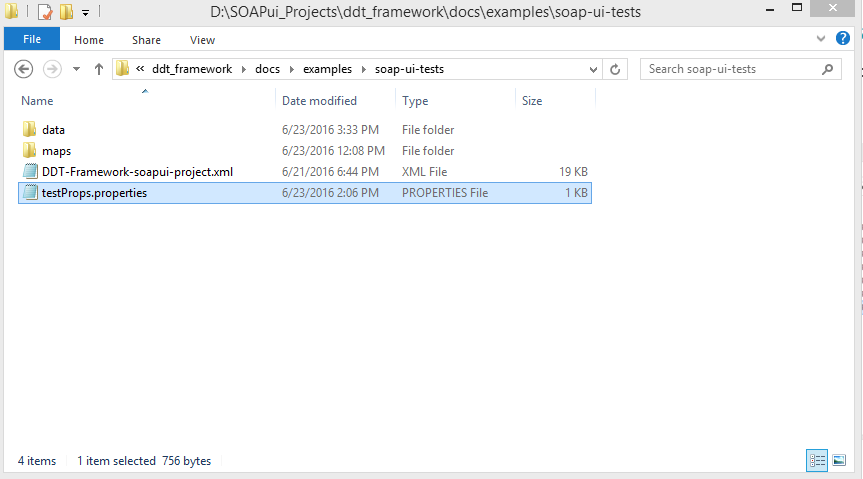 D:\SOAPui_Projects\ddt_framework\docs\examples\soap-ui-tests
File Home Share View
« ddt_framework docs examples soap-ui-tests Search soap-ui-tests
Name Date modified Type Size
data 6/23/2016 3:33 PM File folder
maps 6/23/2016 12:08 PM File folder
DDT-Framework-soapui-project.xml 6/21/2016 6:44 PM XML File 19 KB
testProps.properties 6/23/2016 2:06 PM PROPERTIES File 1 KB
4 items 1 item selected 756 bytes